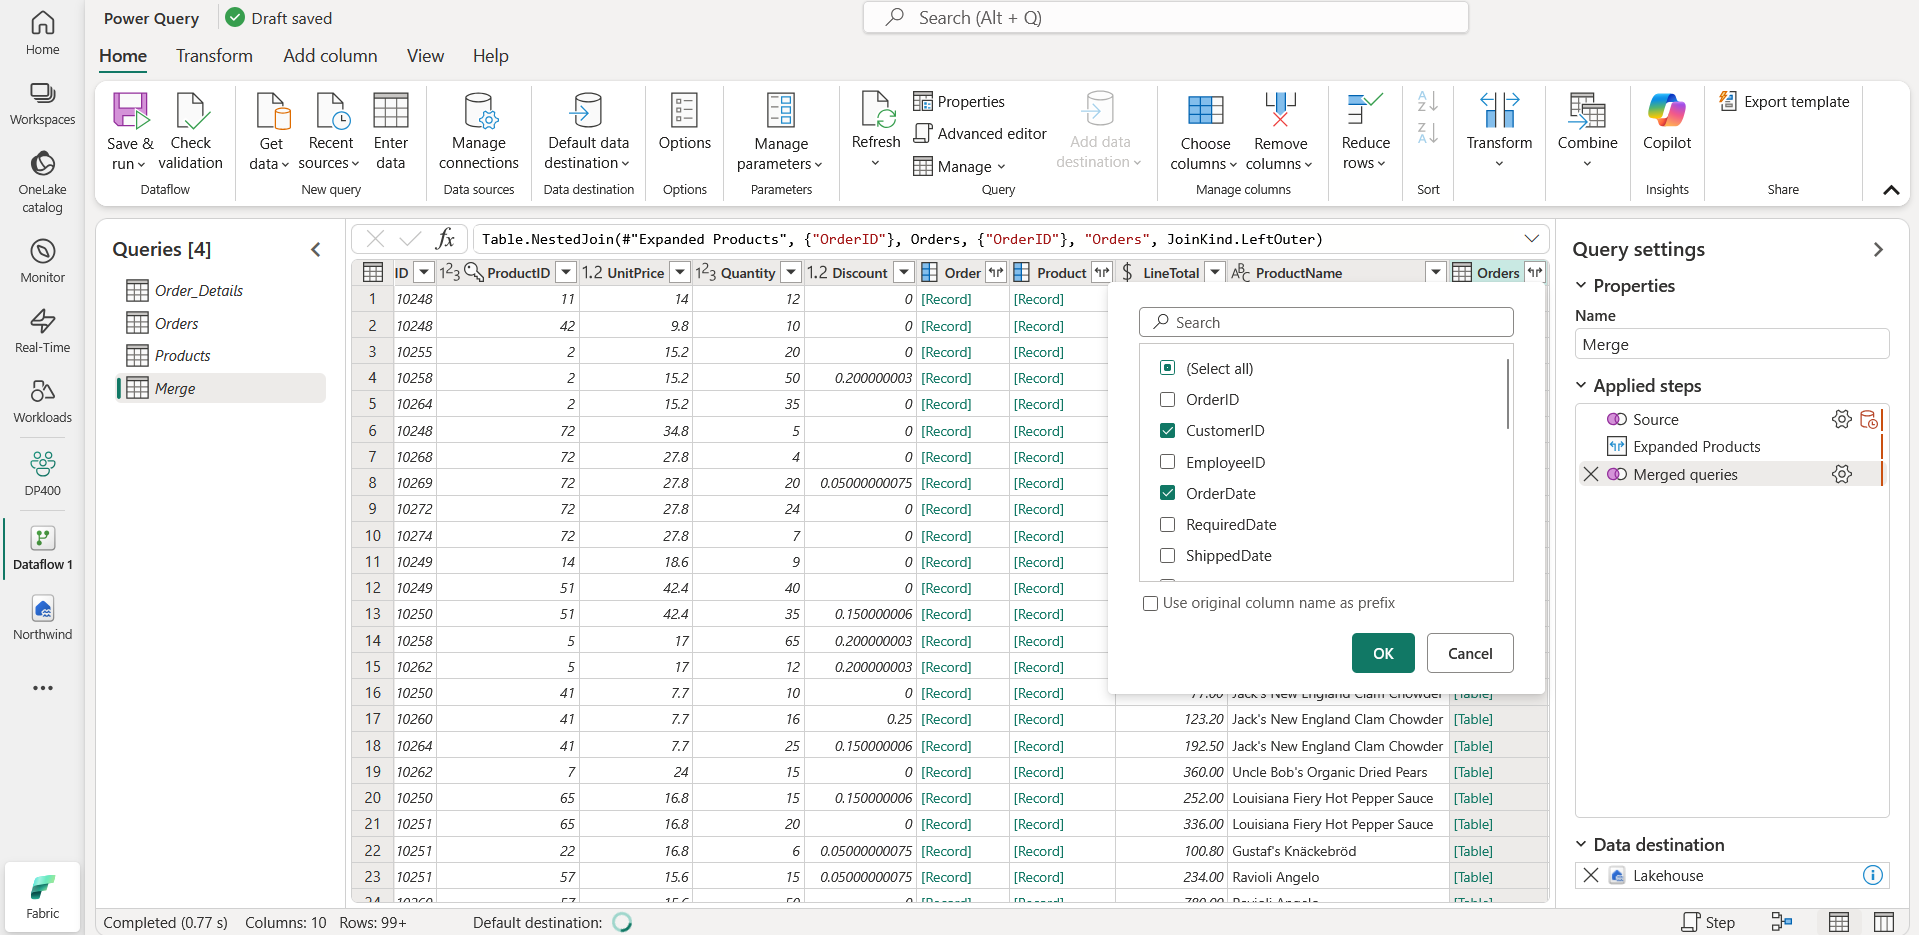 Power Query
Draft saved
Search (Alt + Q)
Home
Workspaces
OneLake
catalog
Monitor
Real-Time
Workloads
DP400
Dataflow 1
Northwind
Fabric
Home
Transform
Add column
View
Help
Save &
run
Check
validation
Dataflow
Get
data
Recent
sources
Enter
data
New query
Manage
connections
Data sources
Default data
destination
Data destination
Options
Options
Manage
parameters
Parameters
Refresh
Properties
Advanced editor
Manage
Add data
destination
Query
Choose
columns
Remove
columns
Manage columns
Reduce
rows
Sort
Transform
Combine
Copilot
Insights
Export template
Share
Queries [4]
Order_Details
Orders
Products
Merge
fx
Table.NestedJoin(#"Expanded Products", {"OrderID"}, Orders, {"OrderID"}, "Orders", JoinKind.LeftOuter)
ID 123 ProductID 1.2 UnitPrice 123 Quantity 1.2 Discount Order Product $ LineTotal ABC ProductName Orders
1 10248 11 14 12 0 [Record] [Record]
2 10248 42 9.8 10 0 [Record] [Record]
3 10255 2 15.2 20 0 [Record] [Record]
4 10258 2 15.2 50 0.200000003 [Record] [Record]
5 10264 2 15.2 35 0 [Record] [Record]
6 10248 72 34.8 5 0 [Record] [Record]
7 10268 72 27.8 4 0 [Record] [Record]
8 10269 72 27.8 20 0.05000000075 [Record] [Record]
9 10272 72 27.8 24 0 [Record] [Record]
10 10274 72 27.8 7 0 [Record] [Record]
11 10249 14 18.6 9 0 [Record] [Record]
12 10249 51 42.4 40 0 [Record] [Record]
13 10250 51 42.4 35 0.150000006 [Record] [Record]
14 10258 5 17 65 0.200000003 [Record] [Record]
15 10262 5 17 12 0.200000003 [Record] [Record]
16 10250 41 7.7 10 0 [Record] [Record] 77.00 Jack's New England Clam Chowder [Table]
17 10260 41 7.7 16 0.25 [Record] [Record] 123.20 Jack's New England Clam Chowder [Table]
18 10264 41 7.7 25 0.150000006 [Record] [Record] 192.50 Jack's New England Clam Chowder [Table]
19 10262 7 24 15 0 [Record] [Record] 360.00 Uncle Bob's Organic Dried Pears [Table]
20 10250 65 16.8 15 0.150000006 [Record] [Record] 252.00 Louisiana Fiery Hot Pepper Sauce [Table]
21 10251 65 16.8 20 0 [Record] [Record] 336.00 Louisiana Fiery Hot Pepper Sauce [Table]
22 10251 22 16.8 6 0.05000000075 [Record] [Record] 100.80 Gustaf's Knäckebröd [Table]
23 10251 57 15.6 15 0.05000000075 [Record] [Record] 234.00 Ravioli Angelo [Table]
Search
(Select all)
OrderID
CustomerID
EmployeeID
OrderDate
RequiredDate
ShippedDate
Use original column name as prefix
OK
Cancel
Query settings
Properties
Name
Merge
Applied steps
Source
Expanded Products
Merged queries
Data destination
Lakehouse
Completed (0.77 s) Columns: 10 Rows: 99+
Default destination:
Step